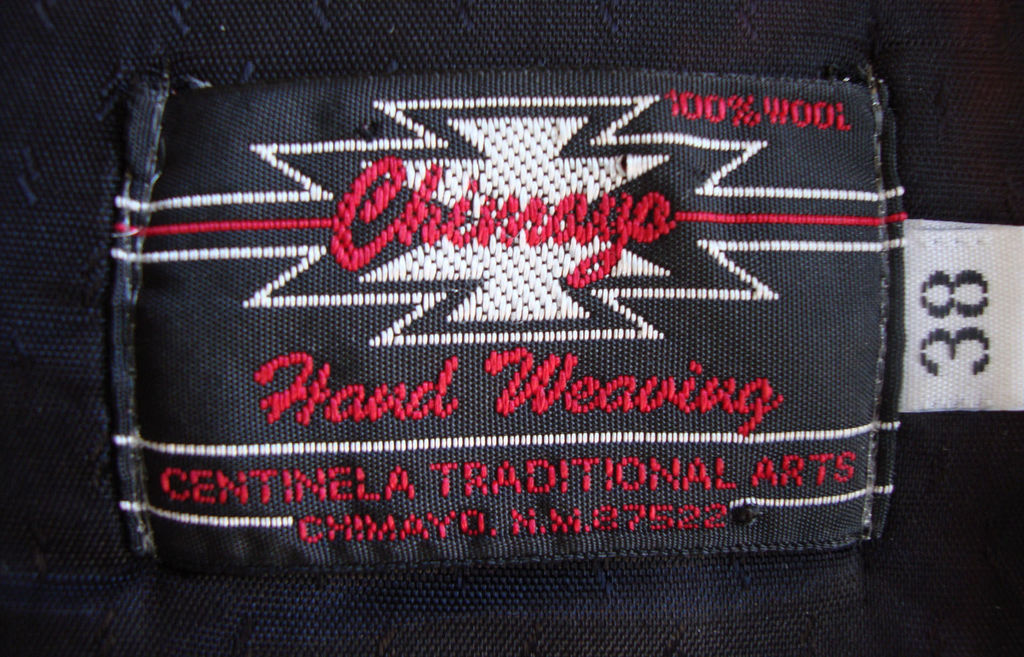 100% WOOL
Chimayo
Hand Weaving
CENTINELA TRADITIONAL ARTS
CHIMAYO. N.M. 87522
38